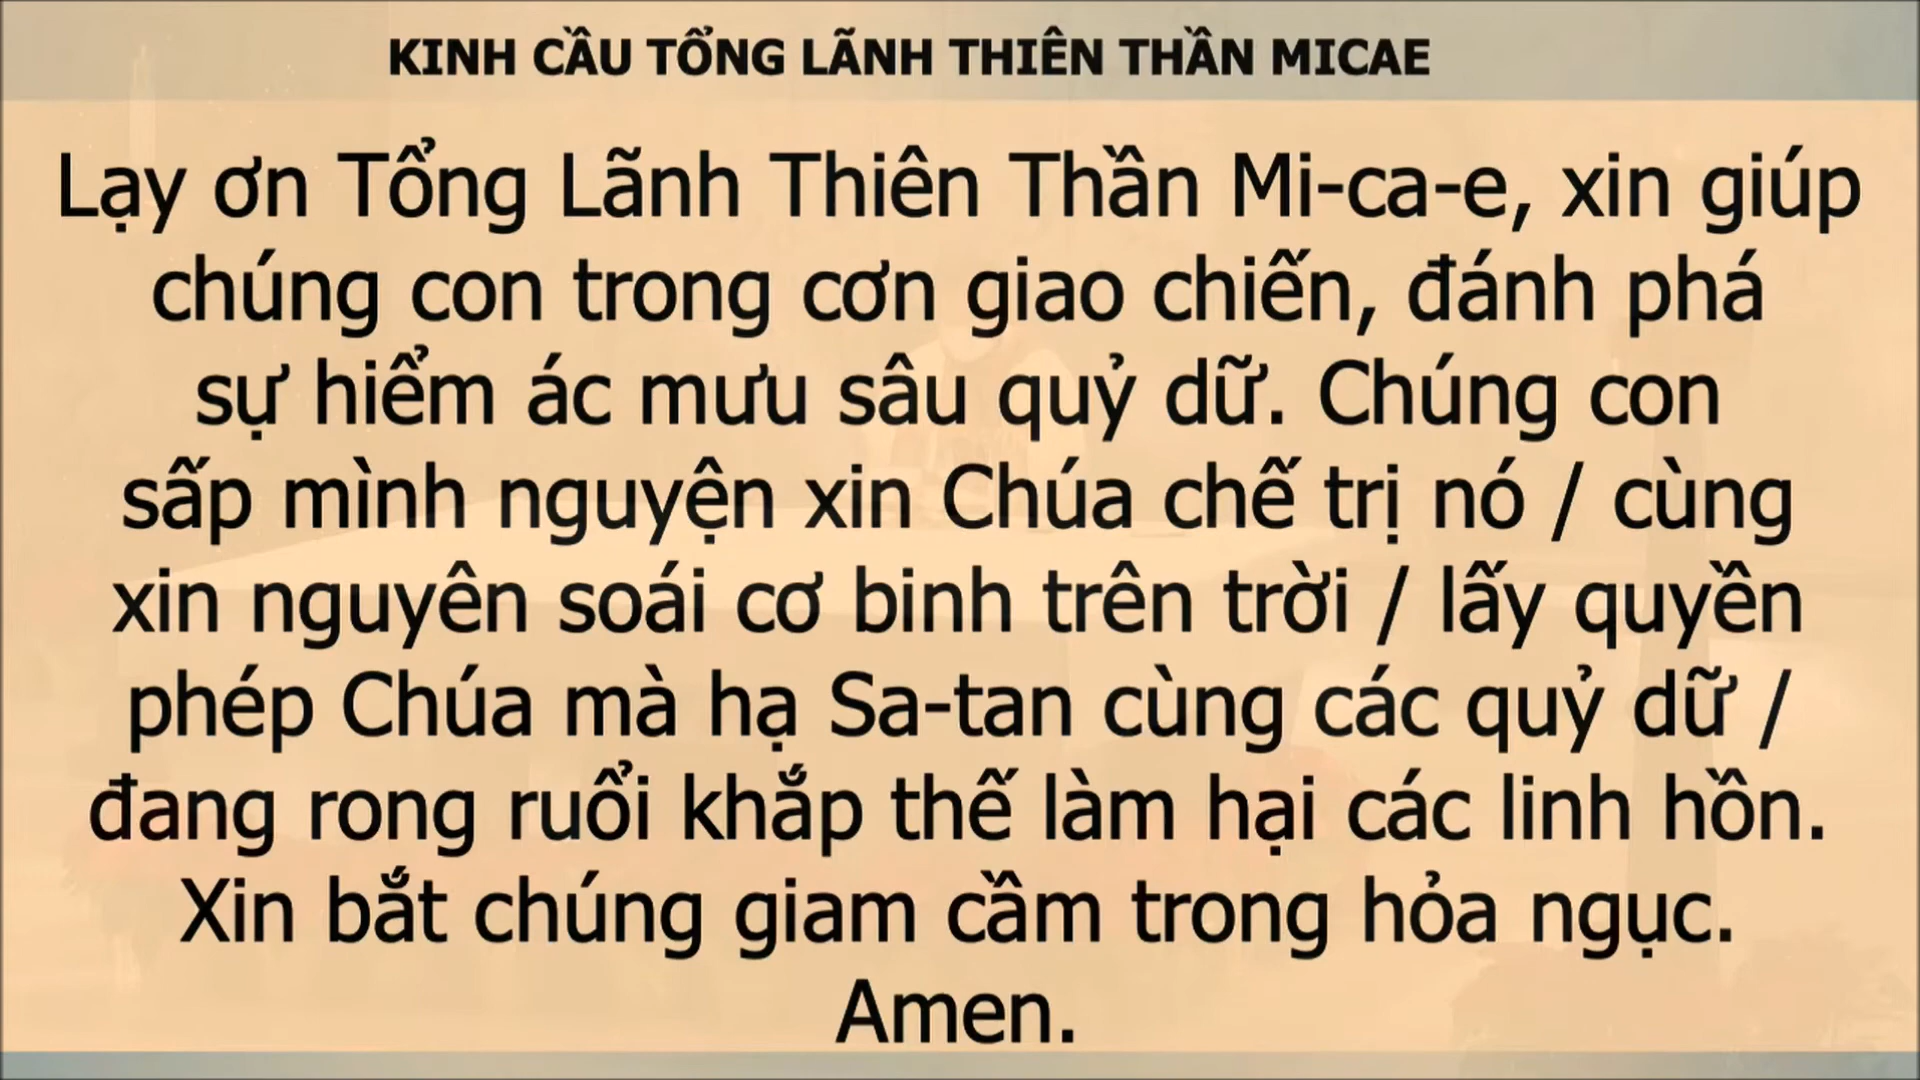 KINH CẦU TỔNG LÃNH THIÊN THẦN MICAE
Lạy ơn Tổng Lãnh Thiên Thần Mi-ca-e, xin giúp
chúng con trong cơn giao chiến, đánh phá
sự hiểm ác mưu sâu quỷ dữ. Chúng con
sấp mình nguyện xin Chúa chế trị nó / cùng
xin nguyên soái cơ binh trên trời / lấy quyền
phép Chúa mà hạ Sa-tan cùng các quỷ dữ /
đang rong ruổi khắp thế làm hại các linh hồn.
Xin bắt chúng giam cầm trong hỏa ngục.
Amen.